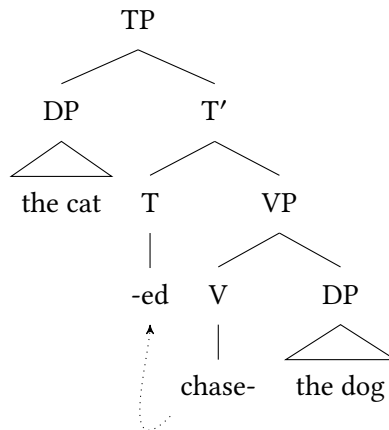 TP
DP T′
the cat T VP
-ed V DP
chase- the dog